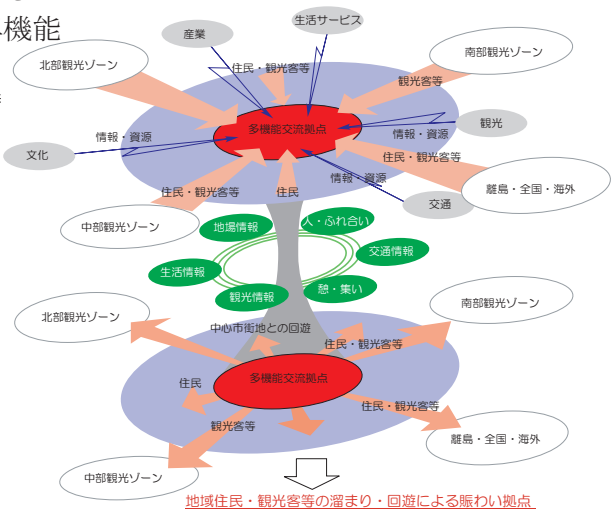 機能
産業
生活サービス
北部観光ゾーン
住民・観光客等
南部観光ゾーン
観光客等
多機能交流拠点
観光
情報・資源
情報・資源
文化
住民・観光客等
住民・観光客等
住民
情報・資源
離島・全国・海外
交通
中部観光ゾーン
地場情報
人・ふれ合い
交通情報
生活情報
観光情報
憩・集い
北部観光ゾーン
南部観光ゾーン
中心市街地との回遊
住民・観光客等
多機能交流拠点
住民
住民・観光客等
観光客等
離島・全国・海外
中部観光ゾーン
地域住民・観光客等の溜まり・回遊による賑わい拠点